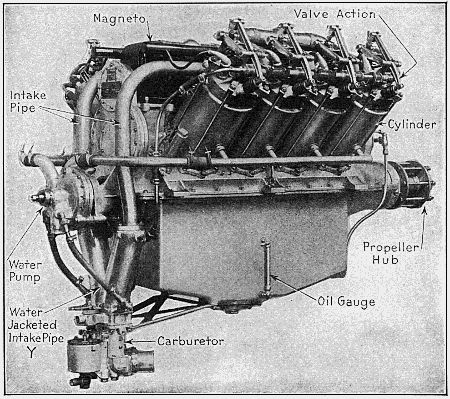 Magneto
Valve Action
Intake
Pipe
Cylinder
Water
Pump
Propeller
Hub
Oil Gauge
Water
Jacketed
Intake Pipe
Y
Carburetor